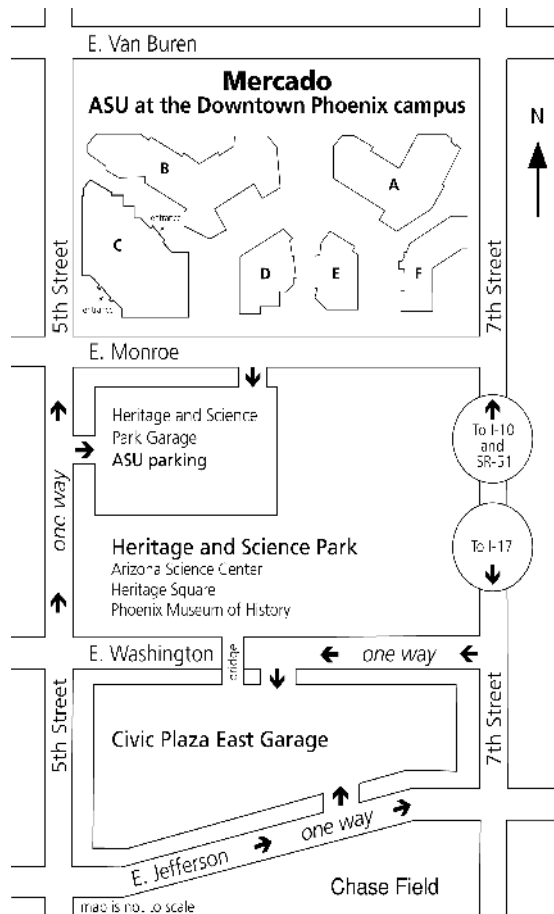 E. Van Buren
Mercado
ASU at the Downtown Phoenix campus
N
B
A
entrance
C
D
E
F
entrance
5th Street
7th Street
E. Monroe
Heritage and Science
Park Garage
ASU parking
To I-10
and
SR-51
one way
To I-17
Heritage and Science Park
Arizona Science Center
Heritage Square
Phoenix Museum of History
E. Washington
bridge
one way
5th Street
7th Street
Civic Plaza East Garage
one way
E. Jefferson
Chase Field
map is not to scale